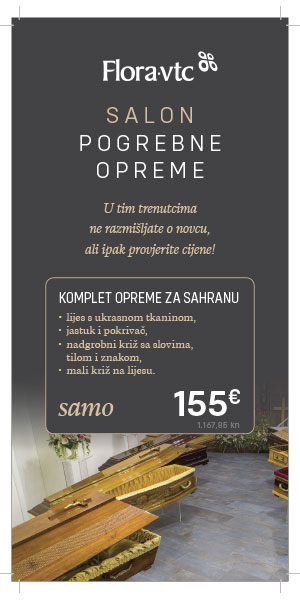 Flora·vtc
SALON
POGREBNE
OPREME
U tim trenutcima
ne razmišljate o novcu,
ali ipak provjerite cijene!
KOMPLET OPREME ZA SAHRANU
• lijes s ukrasnom tkaninom,
• jastuk i pokrivač,
• nadgrobni križ sa slovima,
tilom i znakom,
• mali križ na lijesu.
samo 155€
1.167,85 kn